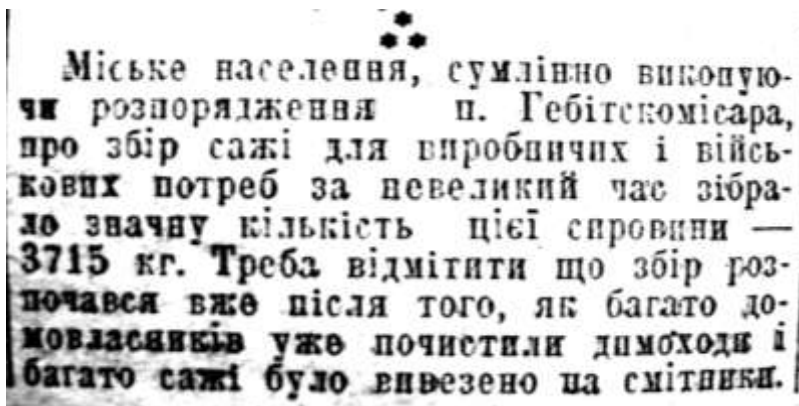 Міське населення, сумлінно виконую-
чи розпорядження п. Гебітскомісара,
про збір сажі для виробничих і війсь-
кових потреб за невеликий час зібра-
ло значну кількість цієї сировини —
3715 кг. Треба відмітити що збір роз-
почався вже після того, як багато до-
мовласників уже почистили димоходи і
багато сажі було вивезено на смітники.